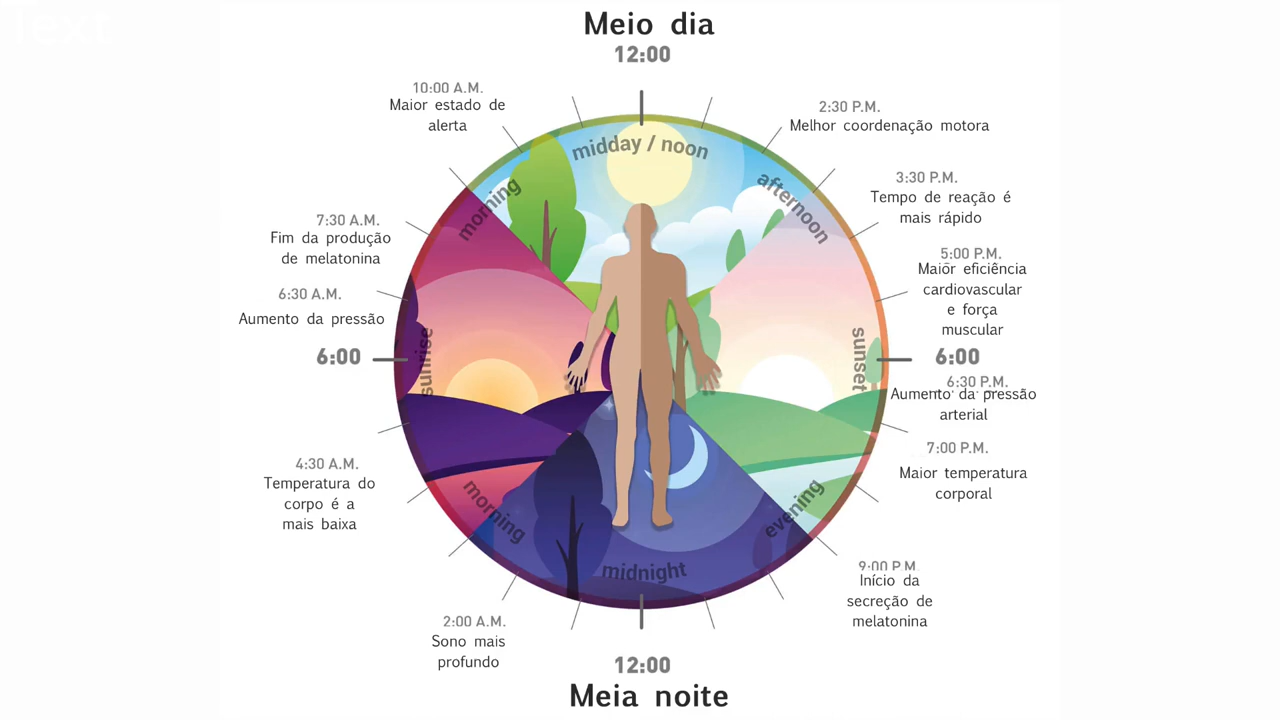 Text
Meio dia
12:00
10:00 A.M.
Maior estado de
alerta
7:30 A.M.
Fim da produção
de melatonina
6:30 A.M.
Aumento da pressão
6:00
4:30 A.M.
Temperatura do
corpo é a
mais baixa
2:00 A.M.
Sono mais
profundo
midday / noon
morning
afternoon
sunrise
sunset
morning
evening
midnight
2:30 P.M.
Melhor coordenação motora
3:30 P.M.
Tempo de reação é
mais rápido
5:00 P.M.
Maior eficiência
cardiovascular
e força
muscular
6:00
6:30 P.M.
Aumento da pressão
arterial
7:00 P.M.
Maior temperatura
corporal
9:00 P.M.
Início da
secreção de
melatonina
12:00
Meia noite